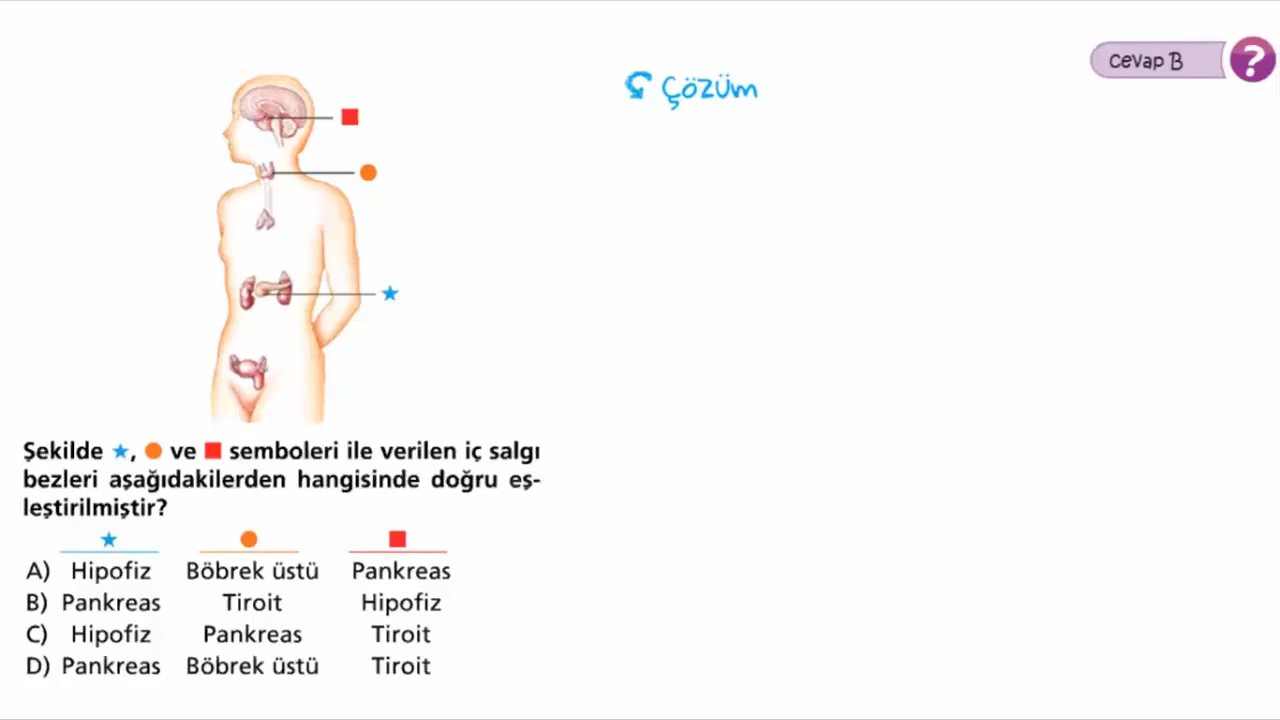 Cevap B
?
Çözüm
Şekilde ★, ● ve ■ semboleri ile verilen iç salgı
bezleri aşağıdakilerden hangisinde doğru eş-
leştirilmiştir?
★ ● ■
A) Hipofiz Böbrek üstü Pankreas
B) Pankreas Tiroit Hipofiz
C) Hipofiz Pankreas Tiroit
D) Pankreas Böbrek üstü Tiroit